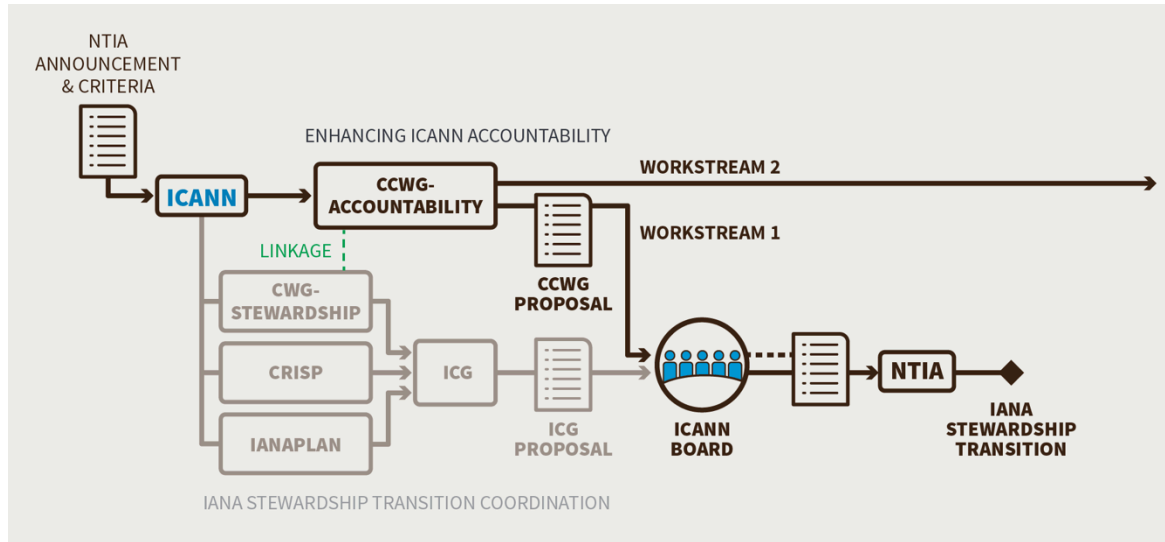 NTIA
ANNOUNCEMENT
& CRITERIA
ENHANCING ICANN ACCOUNTABILITY
ICANN
CCWG-
ACCOUNTABILITY
WORKSTREAM 2
WORKSTREAM 1
LINKAGE
CCWG
PROPOSAL
CWG-
STEWARDSHIP
CRISP
IANAPLAN
ICG
ICG
PROPOSAL
ICANN
BOARD
NTIA
IANA
STEWARDSHIP
TRANSITION
IANA STEWARDSHIP TRANSITION COORDINATION